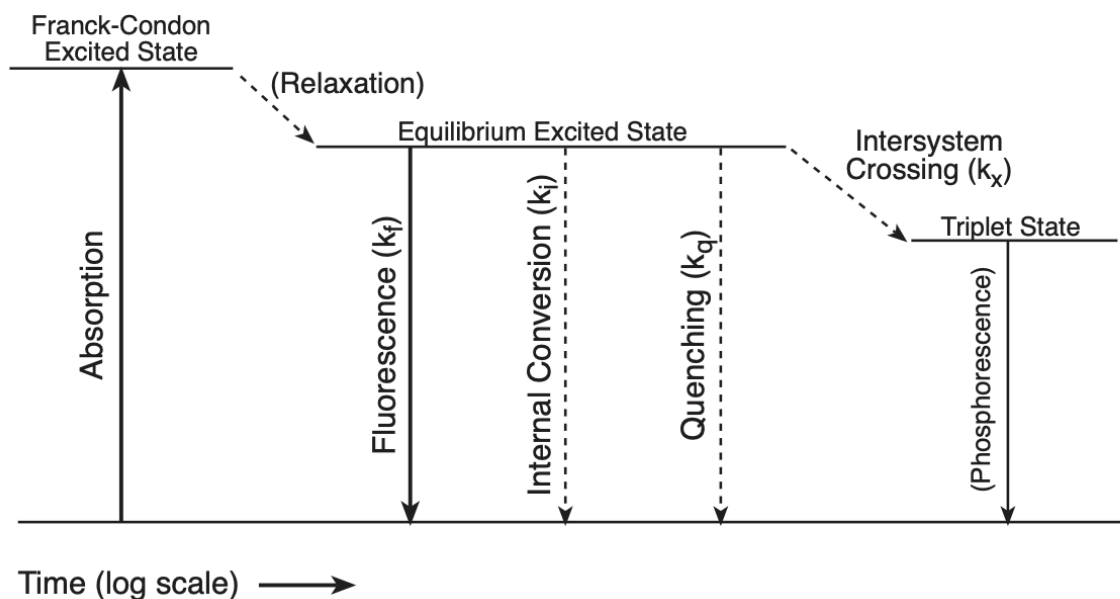 Franck-Condon
Excited State
(Relaxation)
Equilibrium Excited State
Intersystem
Crossing (kx)
Triplet State
Absorption
Fluorescence (kf)
Internal Conversion (ki)
Quenching (kq)
(Phosphorescence)
Time (log scale)